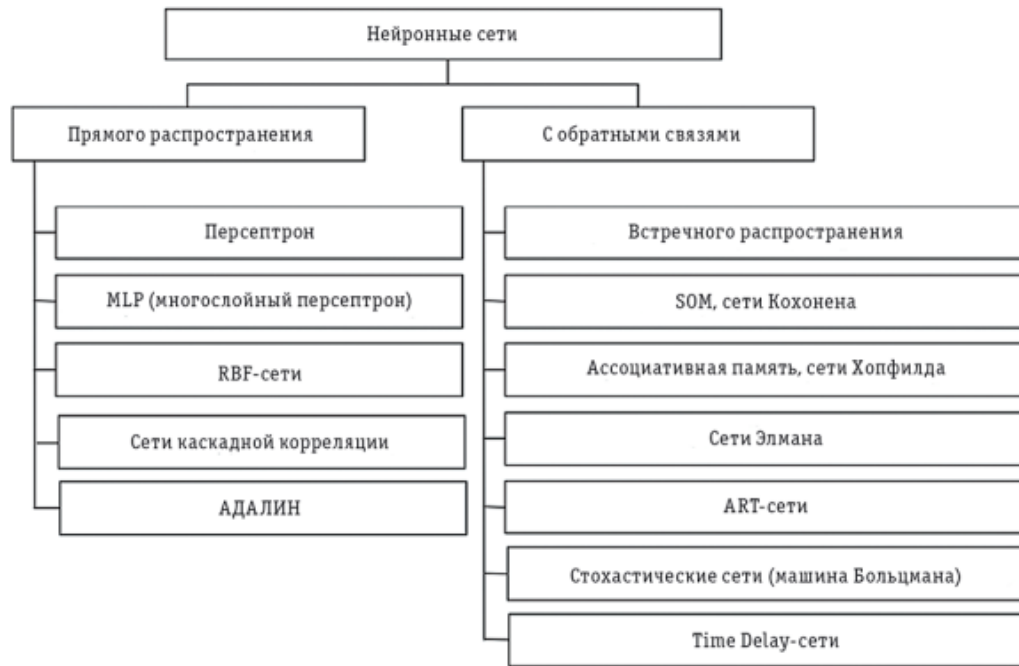 Нейронные сети
Прямого распространения
Персептрон
MLP (многослойный персептрон)
RBF-сети
Сети каскадной корреляции
АДАЛИН
С обратными связями
Встречного распространения
SOM, сети Кохонена
Ассоциативная память, сети Хопфилда
Сети Элмана
ART-сети
Стохастические сети (машина Больцмана)
Time Delay-сети